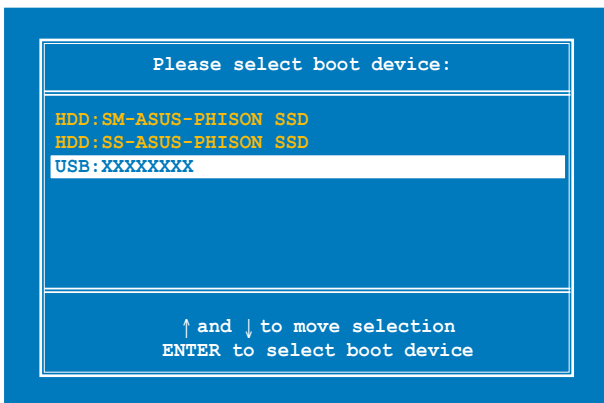 Please select boot device:
HDD:SM-ASUS-PHISON SSD
HDD:SS-ASUS-PHISON SSD
USB:XXXXXXXX
↑ and ↓ to move selection
ENTER to select boot device